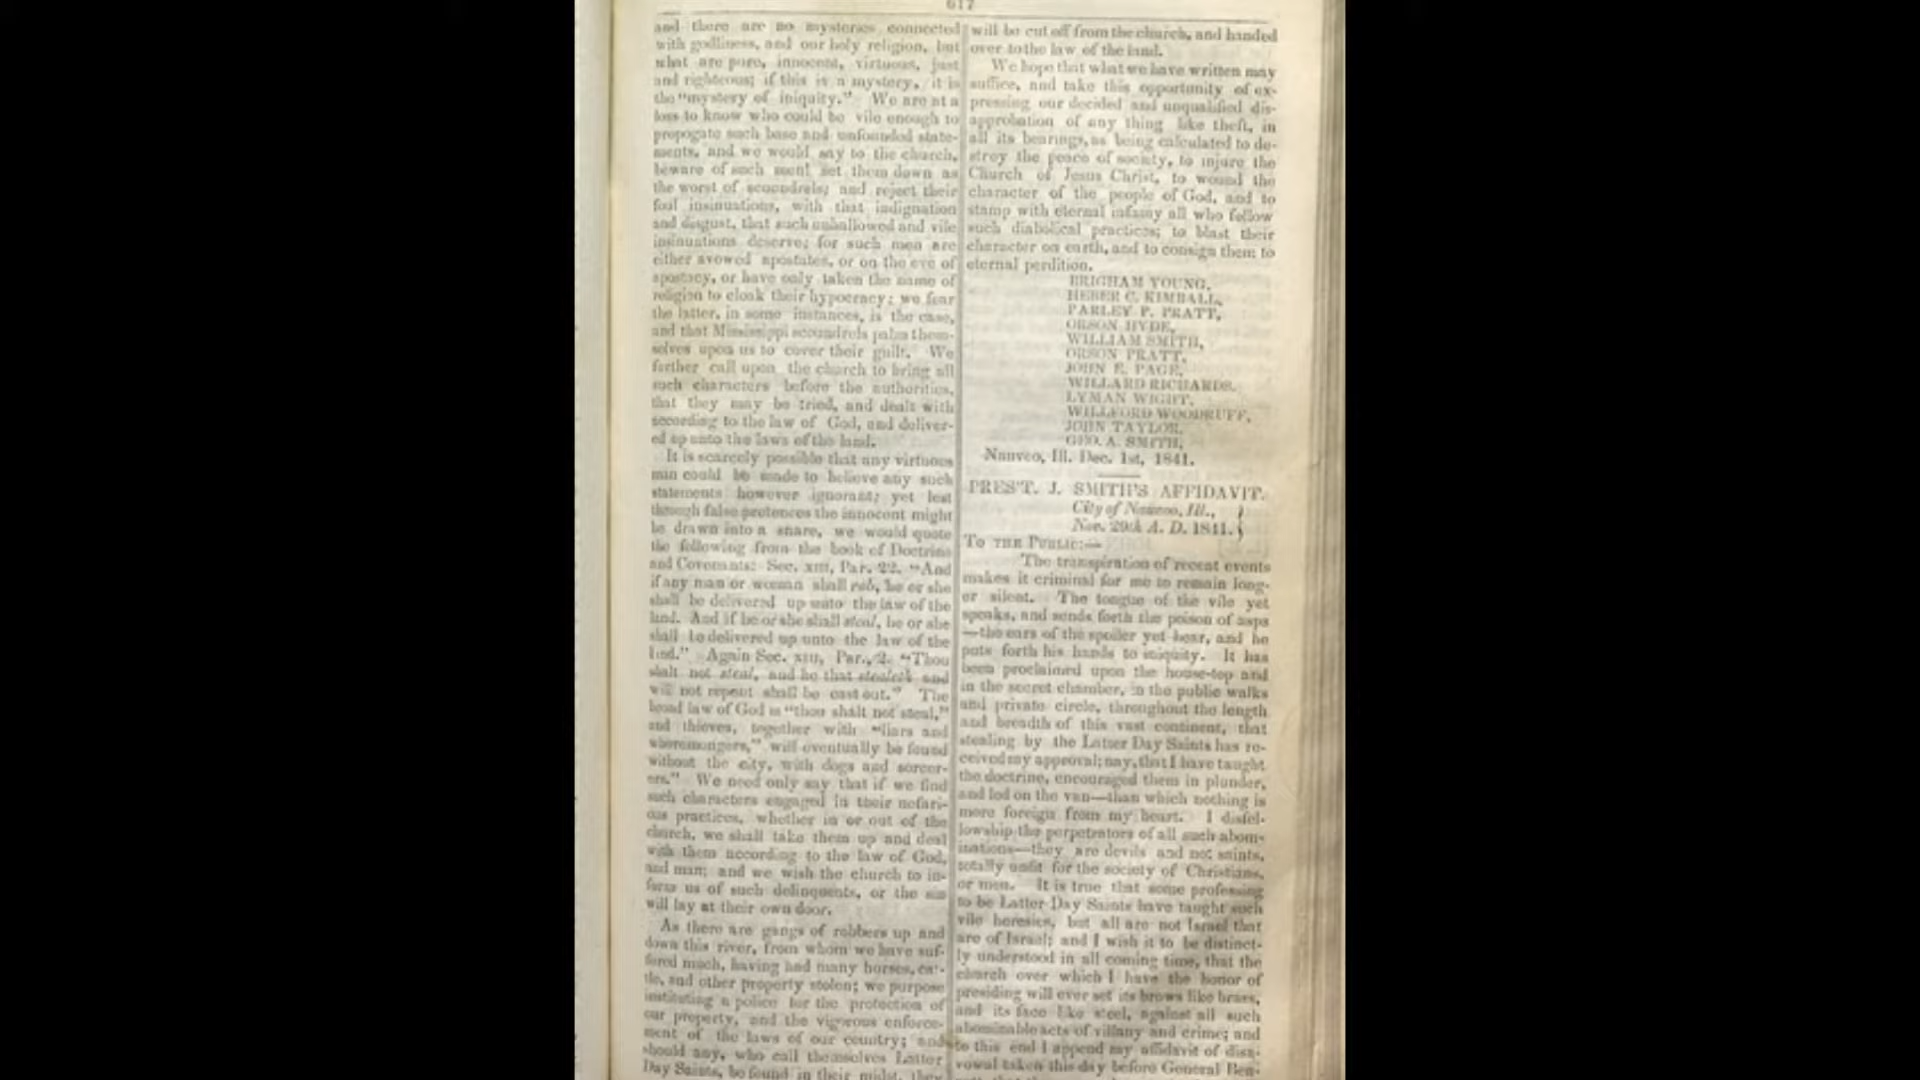 617
and there are no mysteries connected
with godliness, and our holy religion, but
what are pure, innocent, virtuous, just
and righteous; if this is a mystery, it is
the "mystery of iniquity." We are at a
loss to know who could be vile enough to
propogate such base and unfounded state-
ments, and we would say to the church,
beware of such men! set them down as
the worst of scoundrels; and reject their
foul insinuations, with that indignation
and disgust, that such unhallowed and vile
insinuations deserve; for such men are
either avowed apostates, or on the eve of
apostacy, or have only taken the name of
religion to cloak their hypocracy; we fear
the latter, in some instances, is the case,
and that Mississippi scoundrels palm them-
selves upon us to cover their guilt. We
further call upon the church to bring all
such characters before the authorities,
that they may be tried, and dealt with
according to the law of God, and deliver-
ed up unto the laws of the land.
It is scarcely possible that any virtuous
man could be made to believe any such
statements however ignorant; yet lest
through false pretences the innocent might
be drawn into a snare, we would quote
the following from the book of Doctrine
and Covenants: Sec. xiii, Par. 22. "And
if any man or woman shall rob, he or she
shall be delivered up unto the law of the
land. And if he or she shall steal, he or she
shall be delivered up unto the law of the
land." Again Sec. xiii, Par., 2. "Thou
shalt not steal, and he that stealeth and
will not repent shall be cast out." The
broad law of God is "thou shalt not steal,"
and thieves, together with "liars and
whoremongers," will eventually be found
without the city, with dogs and sorcer-
ers." We need only say that if we find
such characters engaged in their nefari-
ous practices, whether in or out of the
church, we shall take them up and deal
with them according to the law of God,
and man; and we wish the church to in-
form us of such delinquents, or the sin
will lay at their own door.
As there are gangs of robbers up and
down this river, from whom we have suf-
fered much, having had many horses, cat-
tle, and other property stolen; we purpose
instituting a police for the protection of
our property, and the vigorous enforce-
ment of the laws of our country; and
should any, who call themselves Latter
Day Saints, be found in their midst, they
will be cut off from the church, and handed
over to the law of the land.
We hope that what we have written may
suffice, and take this opportunity of ex-
pressing our decided and unqualified dis-
approbation of any thing like theft, in
all its bearings, as being calculated to de-
stroy the peace of society, to injure the
Church of Jesus Christ, to wound the
character of the people of God, and to
stamp with eternal infamy all who follow
such diabolical practices; to blast their
character on earth, and to consign them to
eternal perdition.
BRIGHAM YOUNG,
HEBER C. KIMBALL,
PARLEY P. PRATT,
ORSON HYDE,
WILLIAM SMITH,
ORSON PRATT,
JOHN E. PAGE,
WILLARD RICHARDS,
LYMAN WIGHT,
WILLFORD WOODRUFF,
JOHN TAYLOR,
GEO. A. SMITH,
Nauvoo, Ill. Dec. 1st, 1841.
PRES'T. J. SMITH'S AFFIDAVIT.
City of Nauvoo, Ill.,
Nov. 29th A. D. 1841.
TO THE PUBLIC:—
The transpiration of recent events
makes it criminal for me to remain long-
er silent. The tongue of the vile yet
speaks, and sends forth the poison of asps
—the ears of the spoiler yet hear, and he
puts forth his hands to iniquity. It has
been proclaimed upon the house-top and
in the secret chamber, in the public walks
and private circle, throughout the length
and breadth of this vast continent, that
stealing by the Latter Day Saints has re-
ceived my approval; nay, that I have taught
the doctrine, encouraged them in plunder,
and led on the van—than which nothing is
more foreign from my heart. I disfel-
lowship the perpetrators of all such abom-
inations—they are devils and not saints,
totally unfit for the society of Christians,
or men. It is true that some professing
to be Latter Day Saints have taught such
vile heresies, but all are not Israel that
are of Israel; and I wish it to be distinct-
ly understood in all coming time, that the
church over which I have the honor of
presiding will ever set its brows like brass,
and its face like steel, against all such
abominable acts of villany and crime; and
to this end I append my affidavit of disa-
vowal taken this day before General Ben-